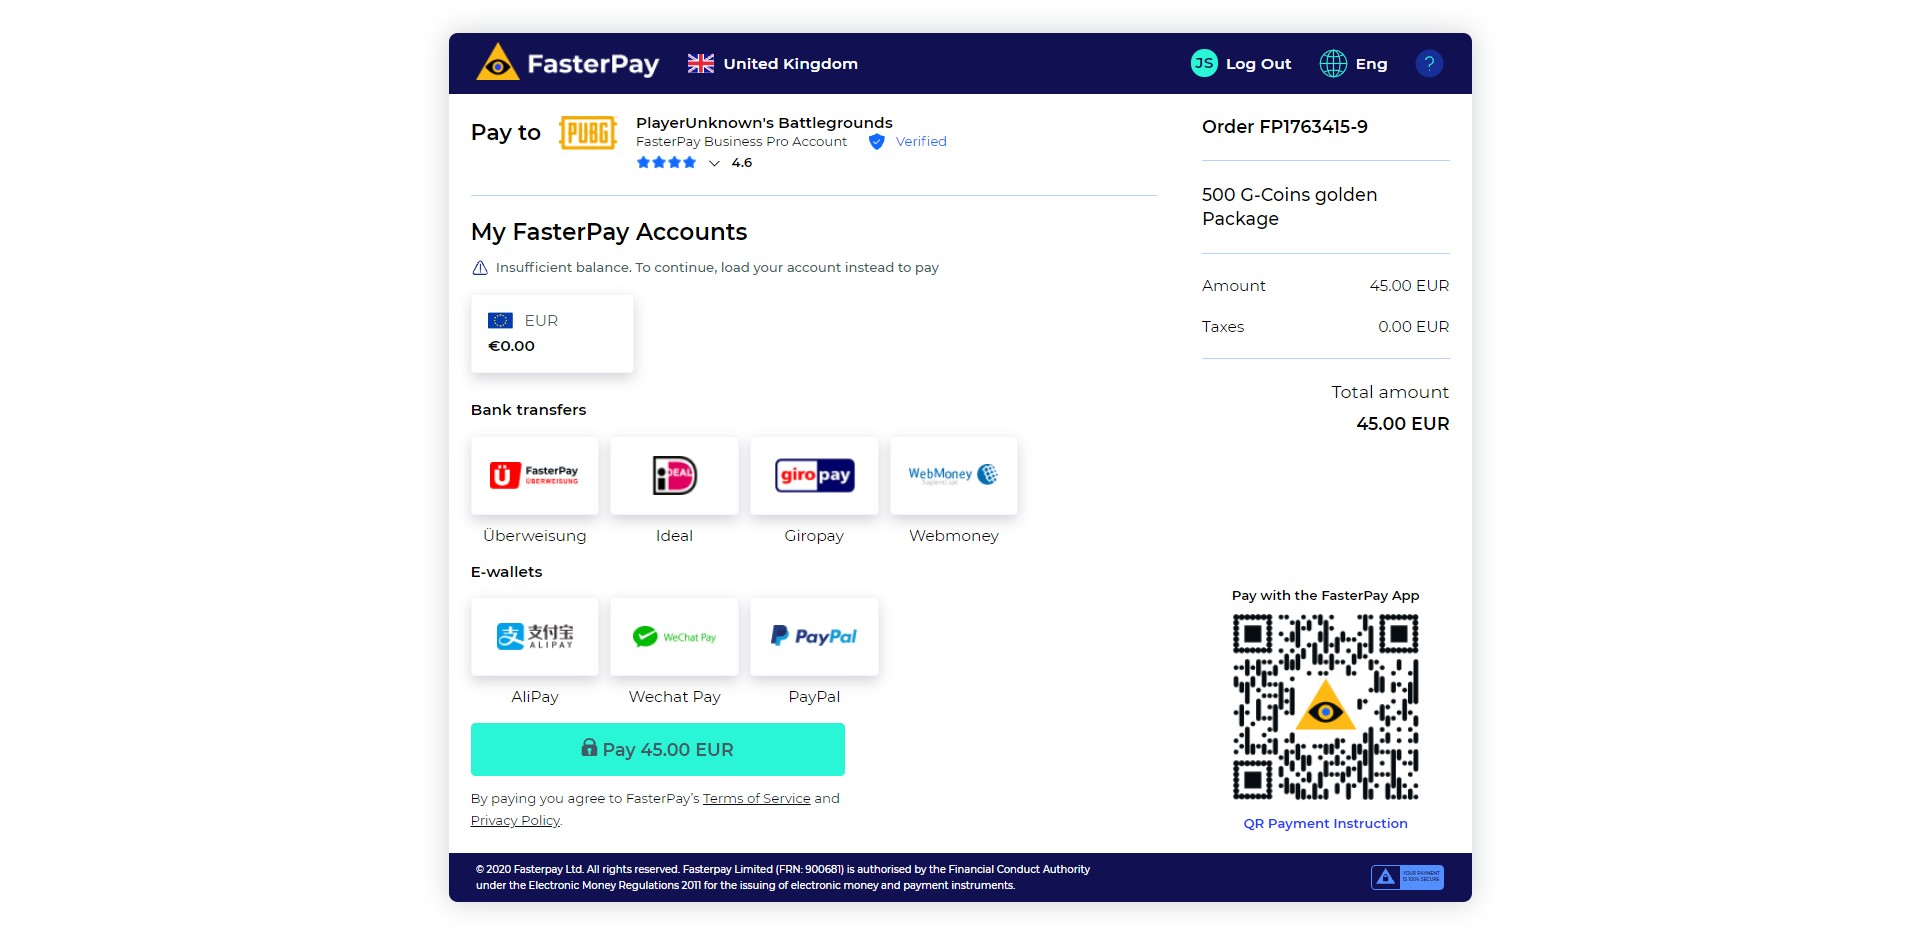 FasterPay
United Kingdom
JS Log Out
Eng
?
Pay to
PUBG
PlayerUnknown's Battlegrounds
FasterPay Business Pro Account
Verified
4.6
Order FP1763415-9
500 G-Coins golden
Package
Amount 45.00 EUR
Taxes 0.00 EUR
Total amount
45.00 EUR
My FasterPay Accounts
Insufficient balance. To continue, load your account instead to pay
EUR
€0.00
Bank transfers
Ü FasterPay
ÜBERWEISUNG
iDEAL
giropay
WebMoney
Sapienti sat
Überweisung
Ideal
Giropay
Webmoney
E-wallets
支 支付宝
ALIPAY
WeChat Pay
PayPal
AliPay
Wechat Pay
PayPal
Pay 45.00 EUR
By paying you agree to FasterPay’s Terms of Service and
Privacy Policy.
Pay with the FasterPay App
QR Payment Instruction
© 2020 Fasterpay Ltd. All rights reserved. Fasterpay Limited (FRN: 900681) is authorised by the Financial Conduct Authority
under the Electronic Money Regulations 2011 for the issuing of electronic money and payment instruments.
YOUR PAYMENT
IS 100% SECURE